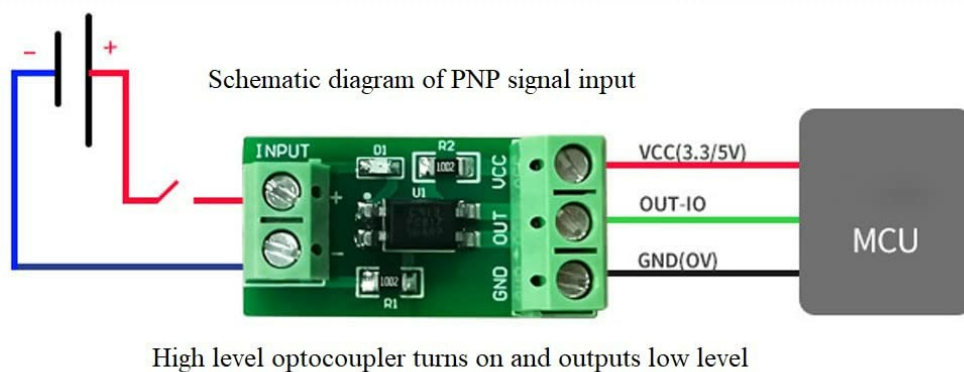 - +
Schematic diagram of PNP signal input
INPUT
D1
R2
1002
U1
+
-
R1
1002
VCC
OUT
GND
VCC(3.3/5V)
OUT-IO
GND(0V)
MCU
High level optocoupler turns on and outputs low level